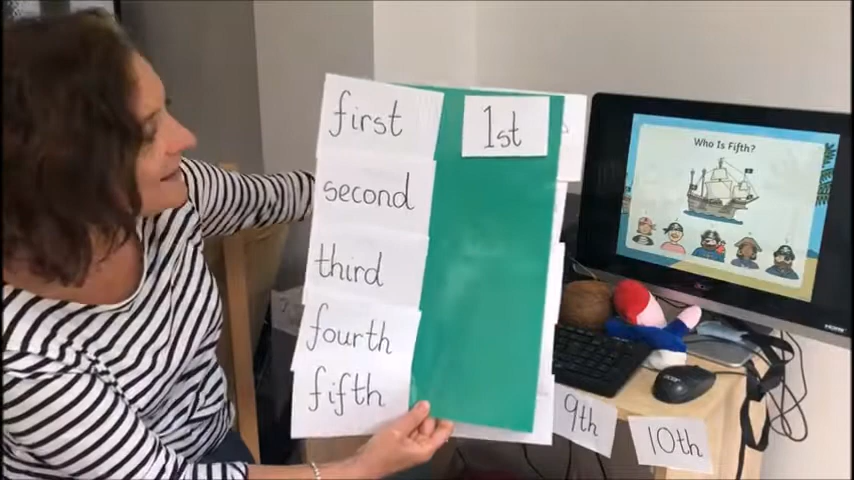 first 1st
second
third
fourth
fifth
Who Is Fifth?
9th
10th